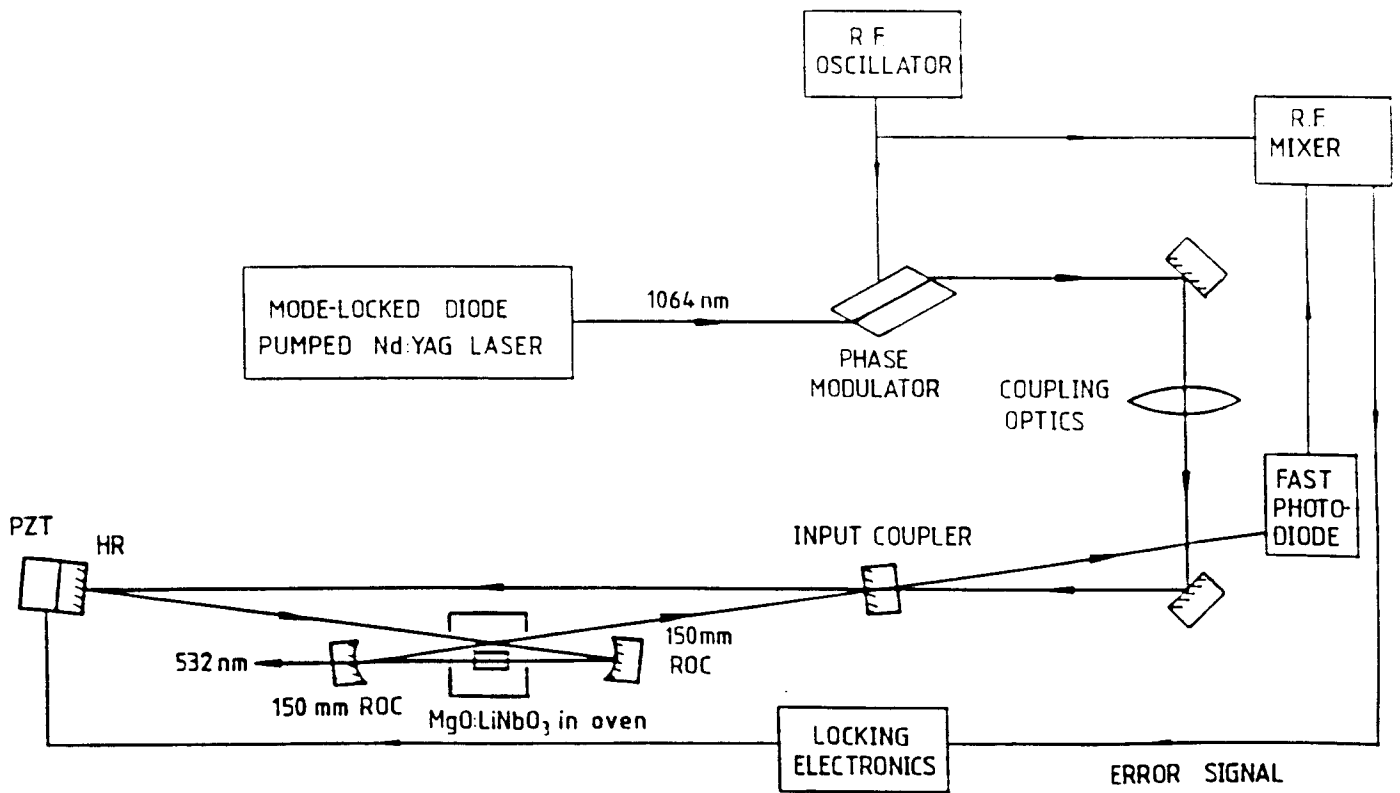 R.F.
OSCILLATOR
R.F.
MIXER
MODE-LOCKED DIODE
PUMPED Nd:YAG LASER
1064 nm
PHASE
MODULATOR
COUPLING
OPTICS
FAST
PHOTO-
DIODE
PZT
HR
INPUT COUPLER
532 nm
150 mm ROC
150mm
ROC
MgO:LiNbO₃ in oven
LOCKING
ELECTRONICS
ERROR SIGNAL